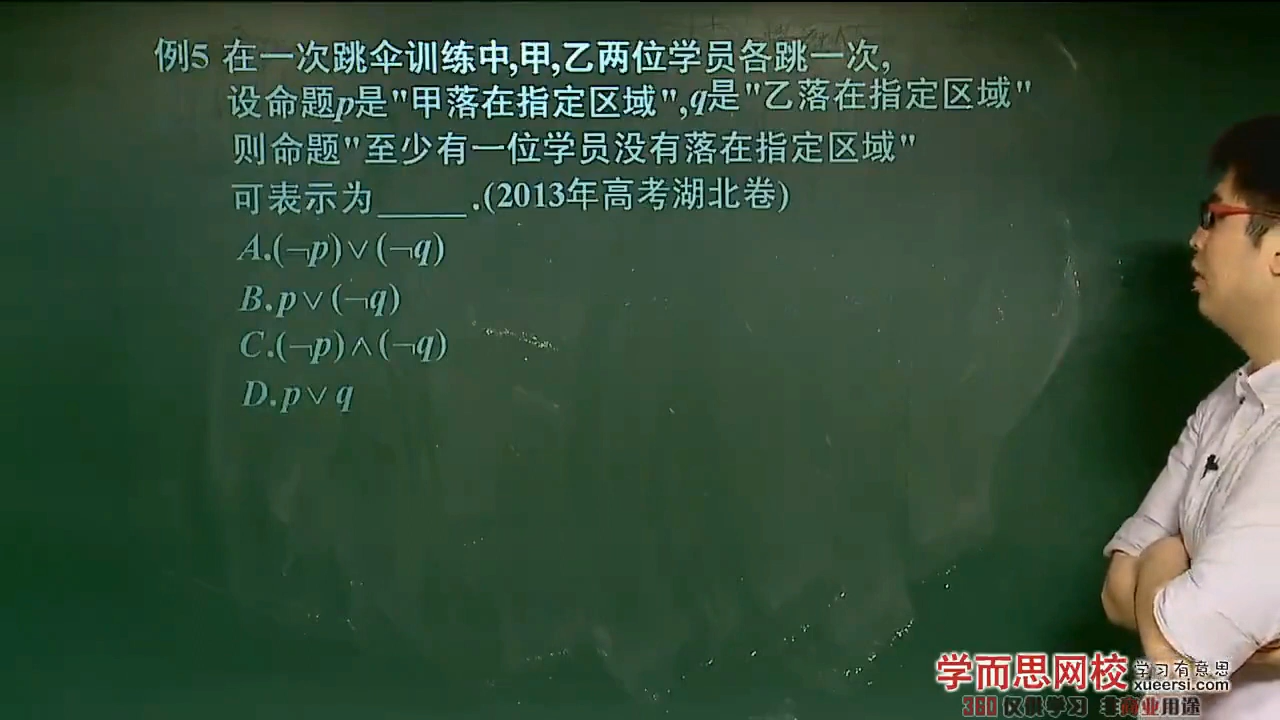 例5 在一次跳伞训练中,甲,乙两位学员各跳一次,
设命题p是"甲落在指定区域",q是"乙落在指定区域"
则命题"至少有一位学员没有落在指定区域"
可表示为_____.(2013年高考湖北卷)
A.(¬p)∨(¬q)
B.p∨(¬q)
C.(¬p)∧(¬q)
D.p∨q
学而思网校 学习有意思
xueersi.com
360 仅供学习 非商业用途